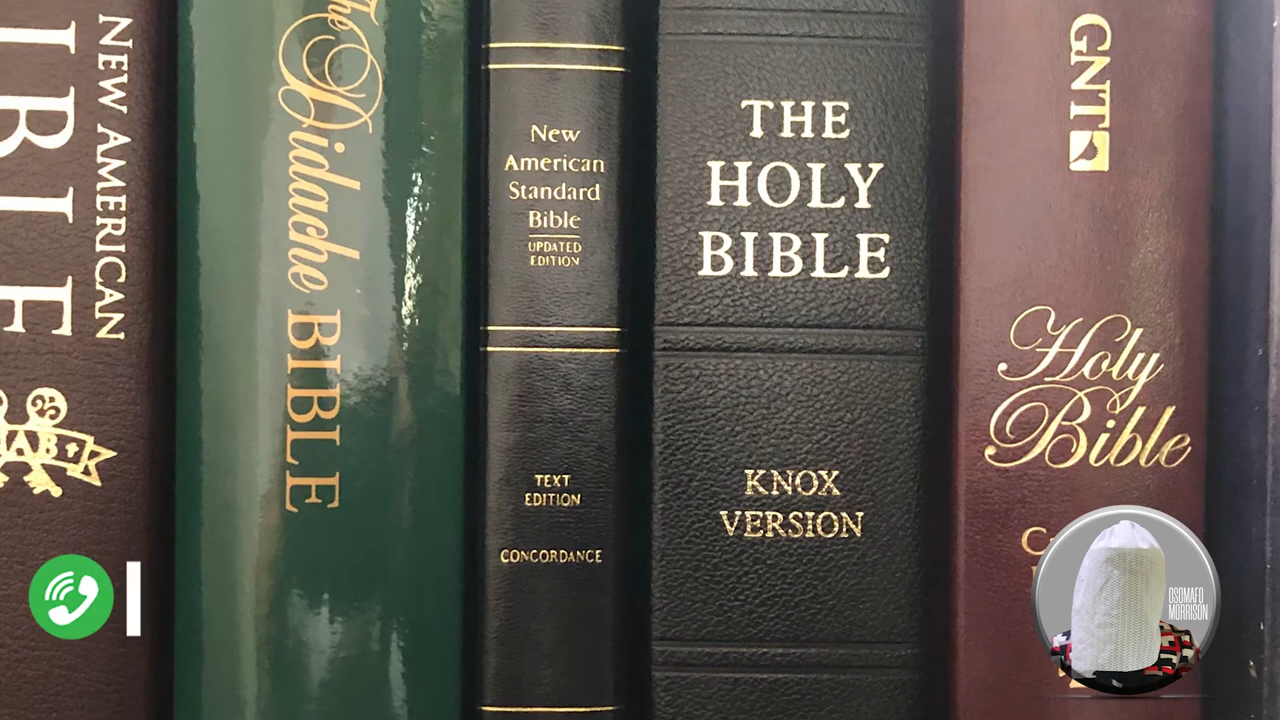 NEW AMERICAN
BIBLE
NAB
The Didache BIBLE
New
American
Standard
Bible
UPDATED
EDITION
TEXT
EDITION
CONCORDANCE
THE
HOLY
BIBLE
KNOX
VERSION
GNT
Holy
Bible
OSOMAFO
MORRISON